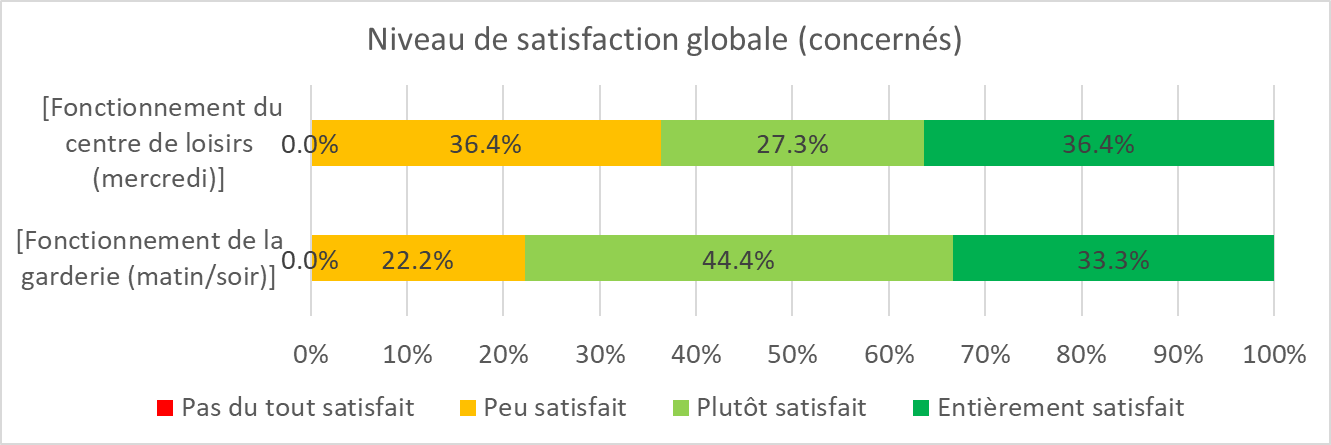 Niveau de satisfaction globale (concernés)
[Fonctionnement du
centre de loisirs
(mercredi)]
0.0% 36.4% 27.3% 36.4%
[Fonctionnement de la
garderie (matin/soir)]
0.0% 22.2% 44.4% 33.3%
0% 10% 20% 30% 40% 50% 60% 70% 80% 90% 100%
Pas du tout satisfait Peu satisfait Plutôt satisfait Entièrement satisfait